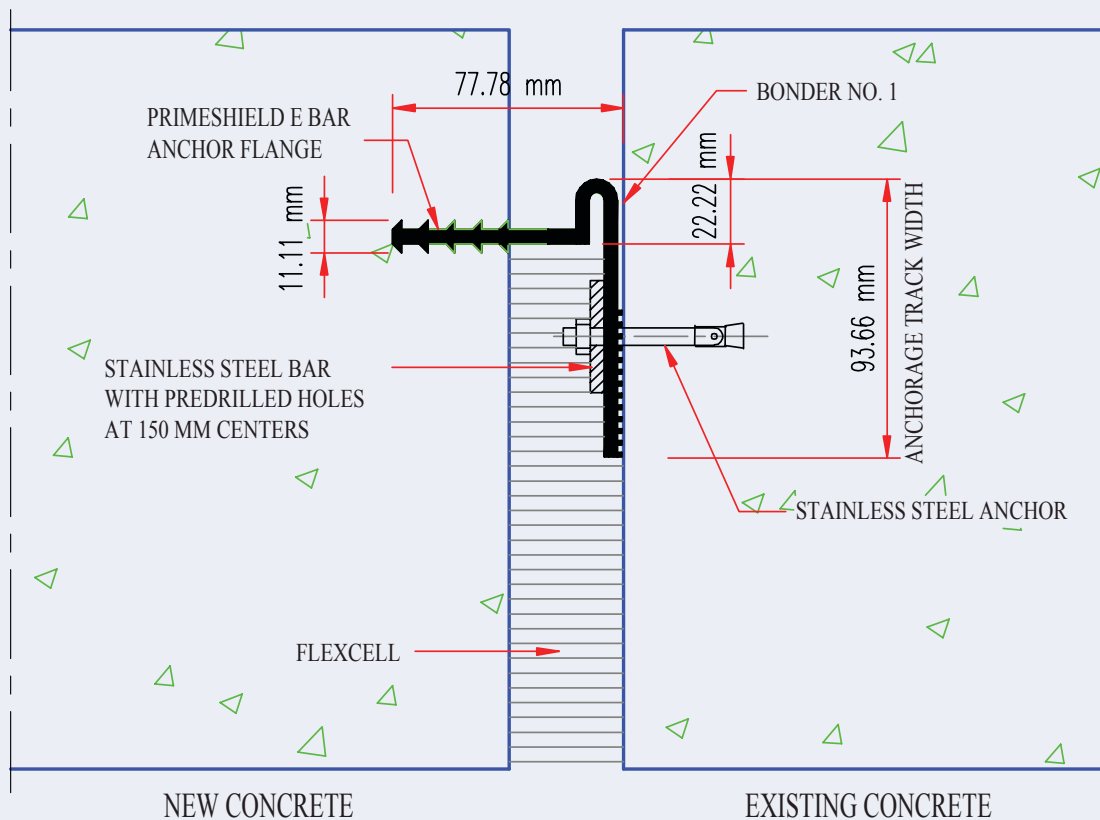 77.78 mm
BONDER NO. 1
PRIMESHIELD E BAR
ANCHOR FLANGE
11.11 mm
22.22 mm
93.66 mm
ANCHORAGE TRACK WIDTH
STAINLESS STEEL BAR
WITH PREDRILLED HOLES
AT 150 MM CENTERS
STAINLESS STEEL ANCHOR
FLEXCELL
NEW CONCRETE
EXISTING CONCRETE